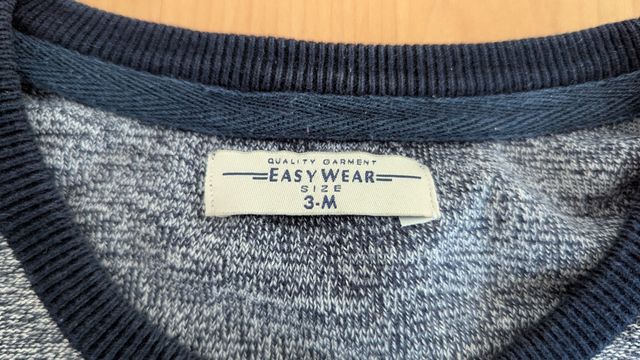 QUALITY GARMENT
EASY WEAR
SIZE
3-M